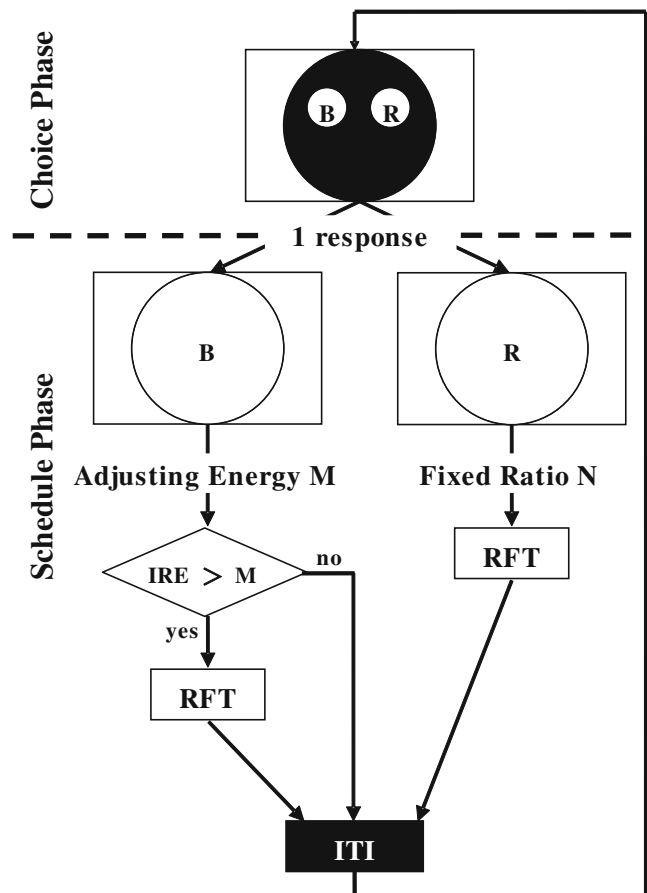 Choice Phase
B R
1 response
Schedule Phase
B
R
Adjusting Energy M
Fixed Ratio N
IRE > M
no
yes
RFT
RFT
ITI